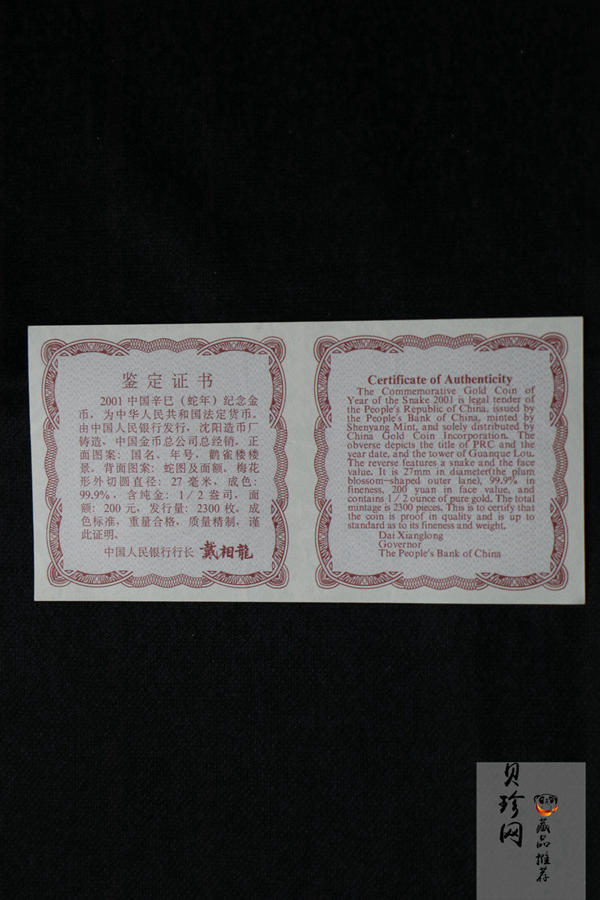 鉴定证书
2001中国辛巳（蛇年）纪念金
币，为中华人民共和国法定货币。
由中国人民银行发行，沈阳造币厂
铸造，中国金币总公司总经销。正
面图案：国名、年号，鹳雀楼楼
景。背面图案：蛇图及面额，梅花
形外切圆直径：27毫米，成色：
99.9%，含纯金：1/2盎司，面
额：200元，发行量：2300枚。成
色标准，重量合格，质量精制，谨
此证明。
中国人民银行行长 戴相龍
Certificate of Authenticity
The Commemorative Gold Coin of
Year of the Snake 2001 is legal tender of
the People's Republic of China, issued by
the People's Bank of China, minted by
Shenyang Mint, and solely distributed by
China Gold Coin Incorporation. The
obverse depicts the title of PRC and the
year date, and the tower of Guanque Lou.
The reverse features a snake and the face
value. It is 27mm in diameter(the plum
blossom-shaped outer lane), 99.9% in
fineness, 200 yuan in face value, and
contains 1/2 ounce of pure gold. The total
mintage is 2300 pieces. This is to certify that
the coin is proof in quality and is up to
standard as to its fineness and weight.
Dai Xianglong
Governor
The People's Bank of China
贝珍网
藏品推荐